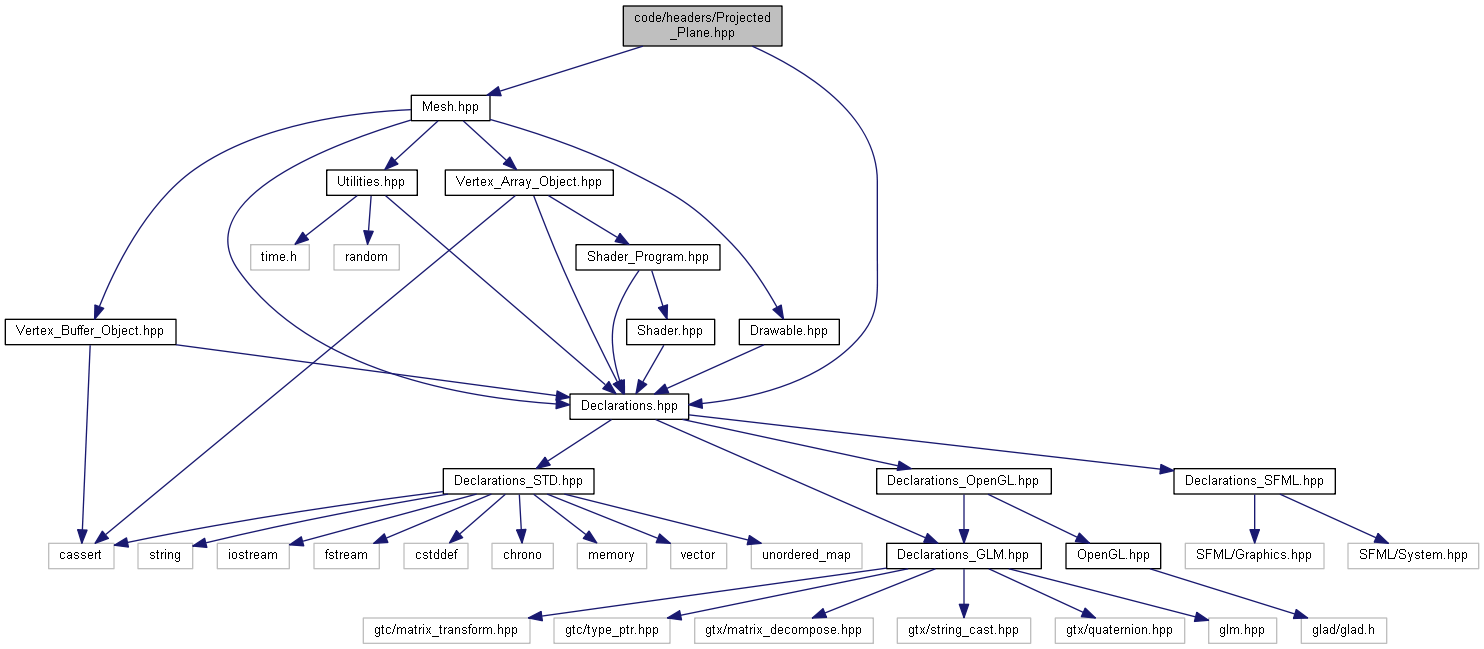 code/headers/Projected
_Plane.hpp
Mesh.hpp
Utilities.hpp
Vertex_Array_Object.hpp
time.h
random
Shader_Program.hpp
Vertex_Buffer_Object.hpp
Shader.hpp
Drawable.hpp
Declarations.hpp
Declarations_STD.hpp
Declarations_OpenGL.hpp
Declarations_SFML.hpp
cassert
string
iostream
fstream
cstddef
chrono
memory
vector
unordered_map
Declarations_GLM.hpp
OpenGL.hpp
SFML/Graphics.hpp
SFML/System.hpp
gtc/matrix_transform.hpp
gtc/type_ptr.hpp
gtx/matrix_decompose.hpp
gtx/string_cast.hpp
gtx/quaternion.hpp
glm.hpp
glad/glad.h